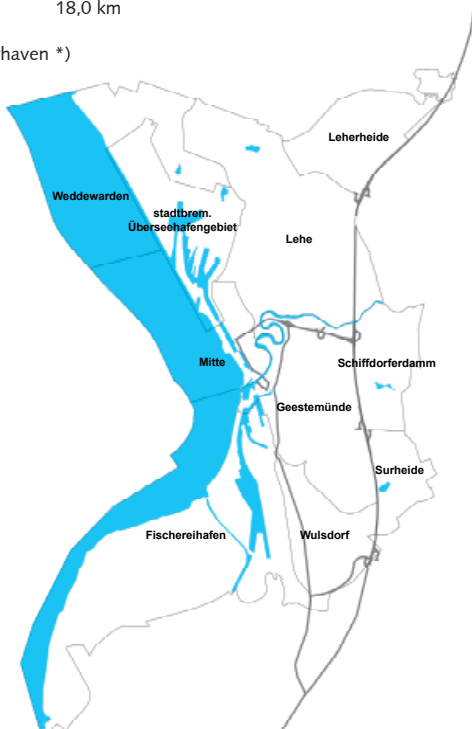 18,0 km
haven *)
Leherheide
Weddewarden
stadtbrem.
Überseehafengebiet
Lehe
Mitte
Schiffdorferdamm
Geestemünde
Surheide
Fischereihafen
Wulsdorf